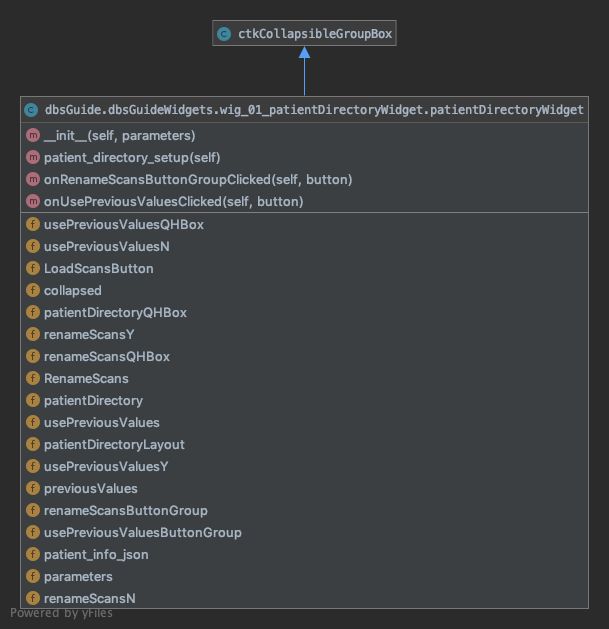 c ctkCollapsibleGroupBox
c dbsGuide.dbsGuideWidgets.wig_01_patientDirectoryWidget.patientDirectoryWidget
m __init__(self, parameters)
m patient_directory_setup(self)
m onRenameScansButtonGroupClicked(self, button)
m onUsePreviousValuesClicked(self, button)
f usePreviousValuesQHBox
f usePreviousValuesN
f LoadScansButton
f collapsed
f patientDirectoryQHBox
f renameScansY
f renameScansQHBox
f RenameScans
f patientDirectory
f usePreviousValues
f patientDirectoryLayout
f usePreviousValuesY
f previousValues
f renameScansButtonGroup
f usePreviousValuesButtonGroup
f patient_info_json
f parameters
f renameScansN
Powered by yFiles